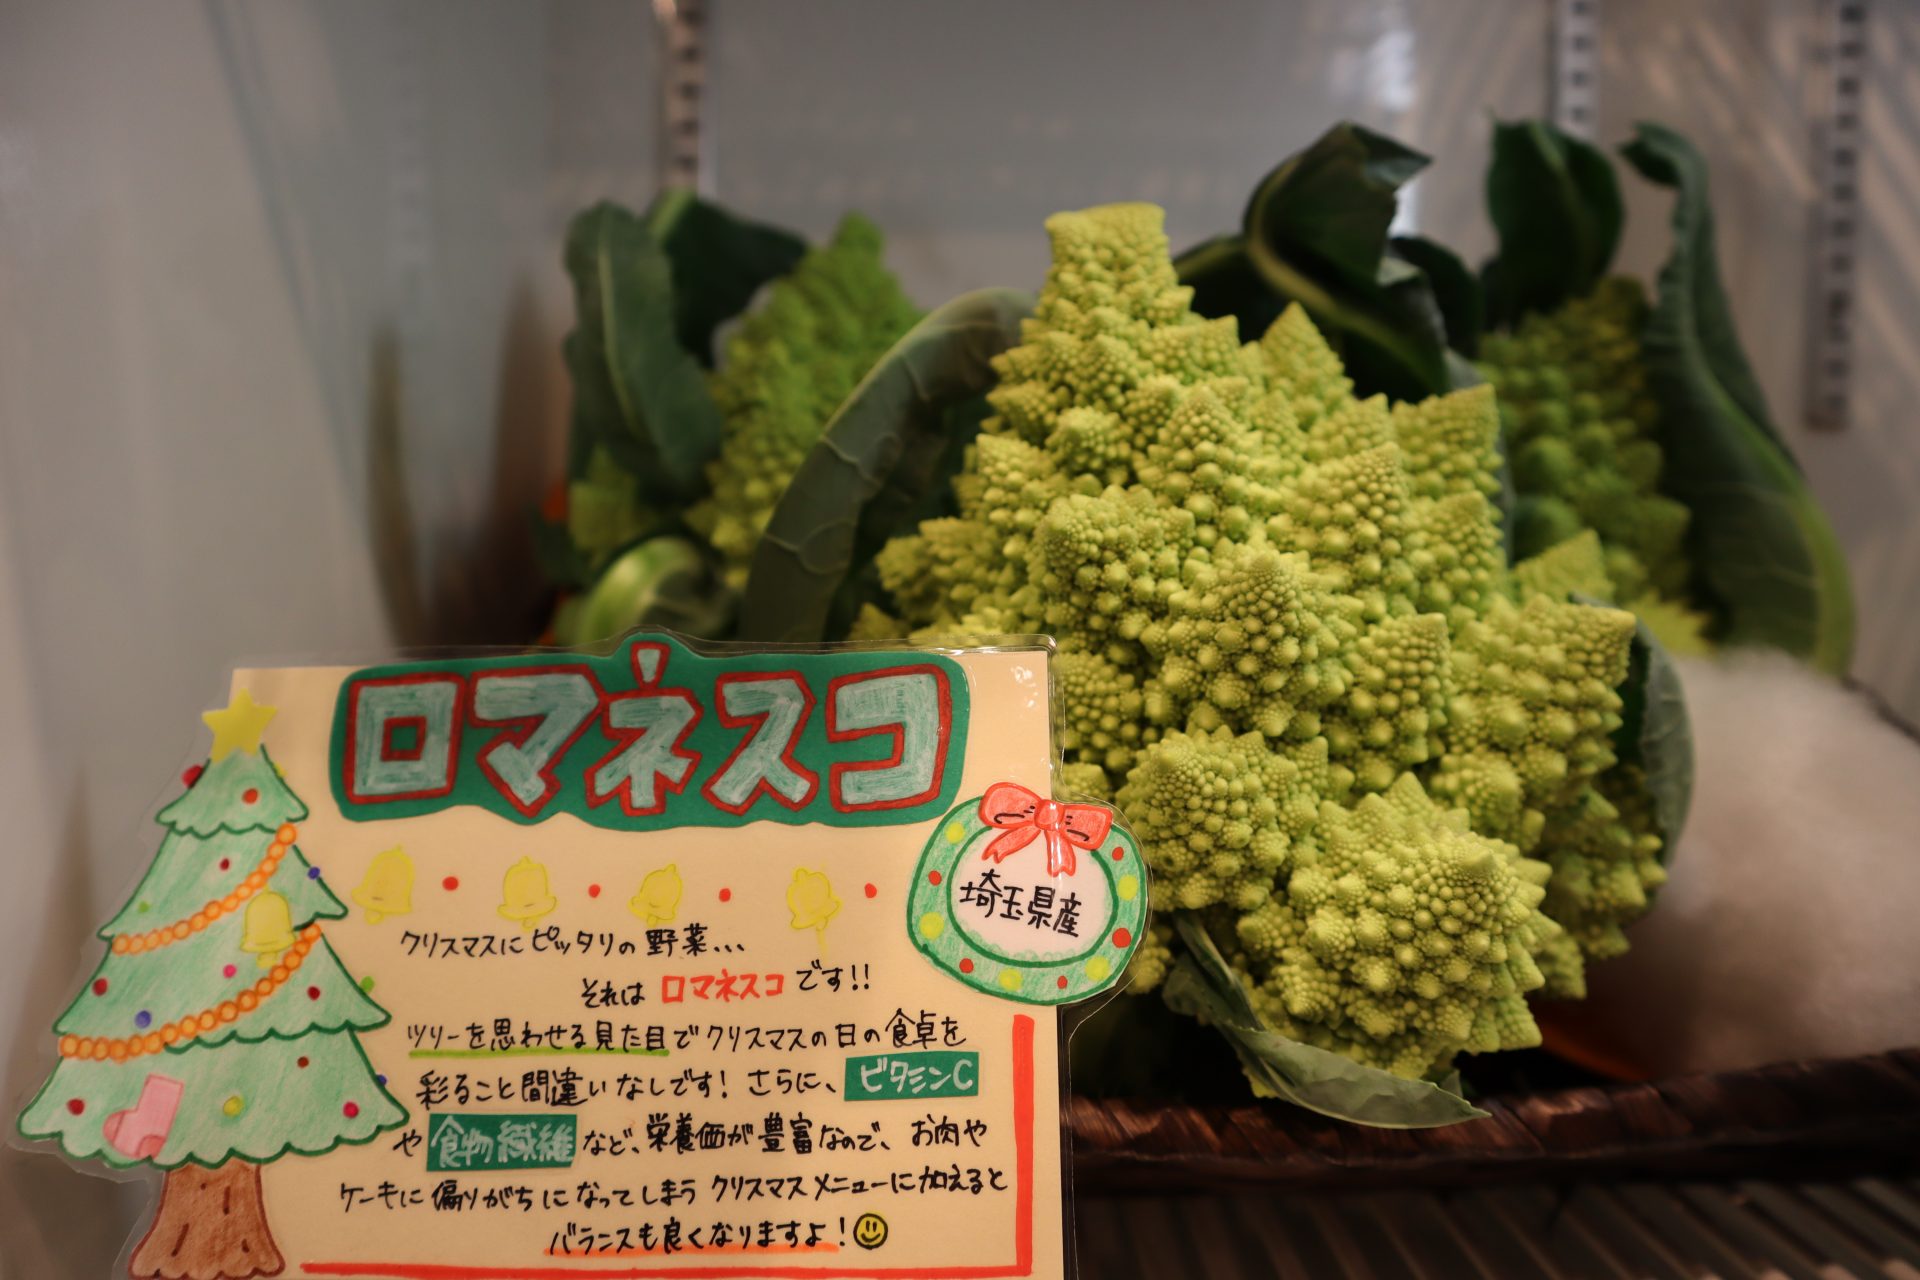 ロマネスコ
埼玉県産
クリスマスにピッタリの野菜...
それはロマネスコです!!
ツリーを思わせる見た目でクリスマスの日の食卓を
彩ること間違いなしです! さらに、ビタミンC
や食物繊維など、栄養価が豊富なので、お肉や
ケーキに偏りがちになってしまうクリスマスメニューに加えると
バランスも良くなりますよ!